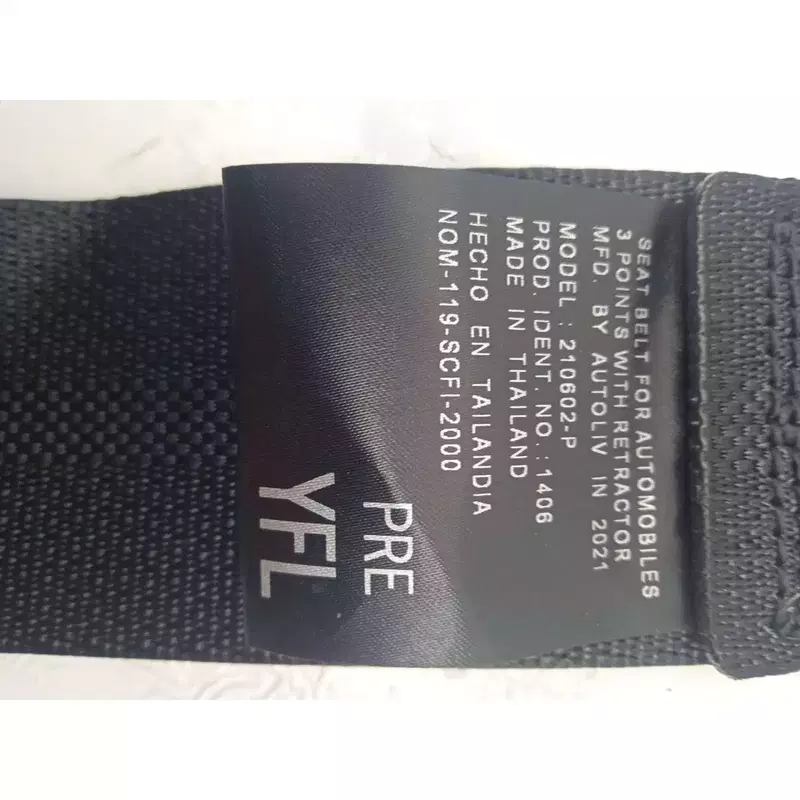 SEAT BELT FOR AUTOMOBILES
3 POINTS WITH RETRACTOR
MFD. BY AUTOLIV IN 2021
MODEL : 210602-P
PROD. IDENT. NO.:1406
MADE IN THAILAND
HECHO EN TAILANDIA
NOM-119-SCFI-2000
PRE
YFL